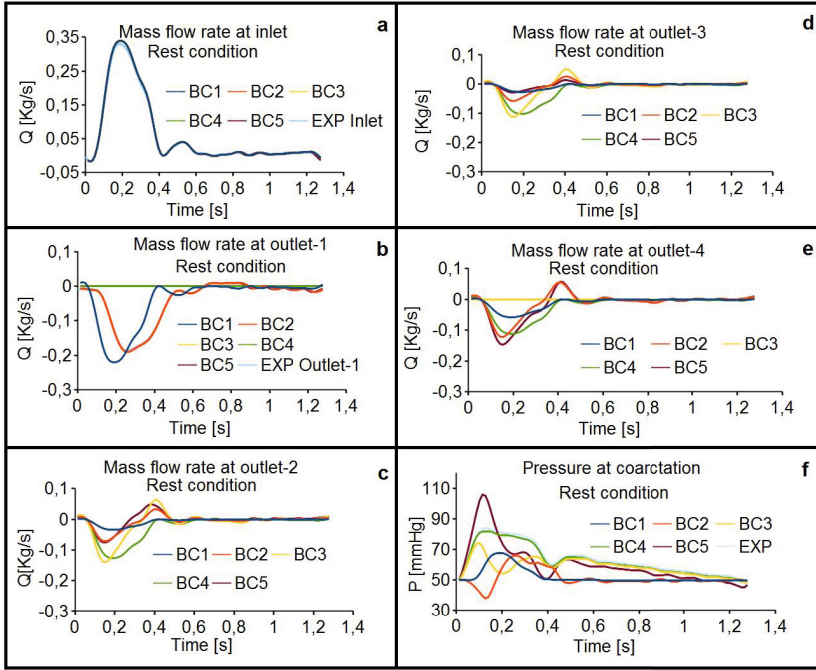 Mass flow rate at inlet
Rest condition
a
Q [Kg/s]
0,35
0,25
0,15
0,05
-0,05
BC1 BC2 BC3
BC4 BC5 EXP Inlet
0 0,2 0,4 0,6 0,8 1 1,2 1,4
Time [s]
Mass flow rate at outlet-3
Rest condition
d
Q [Kg/s]
0,1
0
-0,1
-0,2
-0,3
BC1 BC2 BC3
BC4 BC5
0 0,2 0,4 0,6 0,8 1 1,2 1,4
Time [s]
Mass flow rate at outlet-1
Rest condition
b
Q [Kg/s]
0,1
0
-0,1
-0,2
-0,3
BC1 BC2
BC3 BC4
BC5 EXP Outlet-1
0 0,2 0,4 0,6 0,8 1 1,2 1,4
Time [s]
Mass flow rate at outlet-4
Rest condition
e
Q [Kg/s]
0,1
0
-0,1
-0,2
-0,3
BC1 BC2 BC3
BC4 BC5
0 0,2 0,4 0,6 0,8 1 1,2 1,4
Time [s]
Mass flow rate at outlet-2
Rest condition
c
Q[Kg/s]
0,1
0
-0,1
-0,2
-0,3
BC1 BC2 BC3
BC4 BC5
0 0,2 0,4 0,6 0,8 1 1,2 1,4
Time [s]
Pressure at coarctation
Rest condition
f
P [mmHg]
110
90
70
50
30
BC1 BC2 BC3
BC4 BC5 EXP
0 0,2 0,4 0,6 0,8 1 1,2 1,4
Time [s]